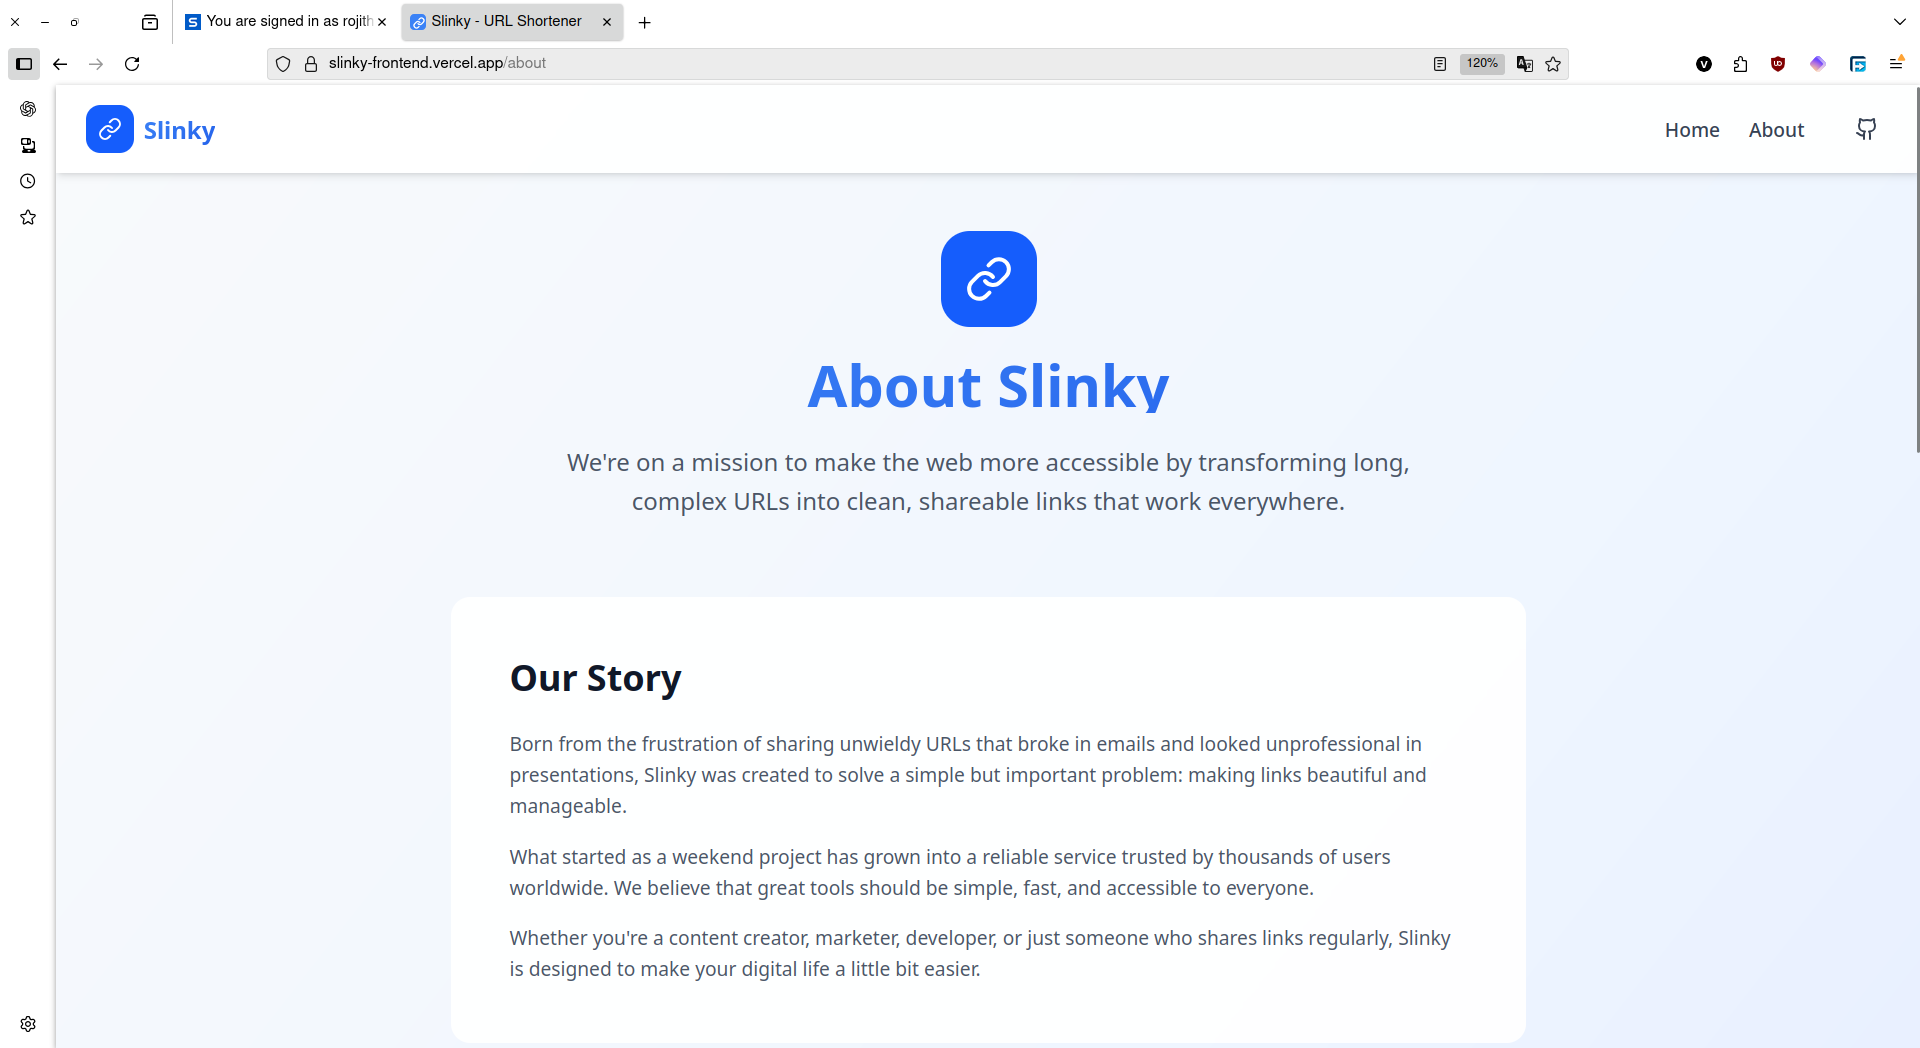 You are signed in as rojith
Slinky - URL Shortener
slinky-frontend.vercel.app/about
120%
Slinky
Home
About
About Slinky
We're on a mission to make the web more accessible by transforming long,
complex URLs into clean, shareable links that work everywhere.
Our Story
Born from the frustration of sharing unwieldy URLs that broke in emails and looked unprofessional in
presentations, Slinky was created to solve a simple but important problem: making links beautiful and
manageable.
What started as a weekend project has grown into a reliable service trusted by thousands of users
worldwide. We believe that great tools should be simple, fast, and accessible to everyone.
Whether you're a content creator, marketer, developer, or just someone who shares links regularly, Slinky
is designed to make your digital life a little bit easier.